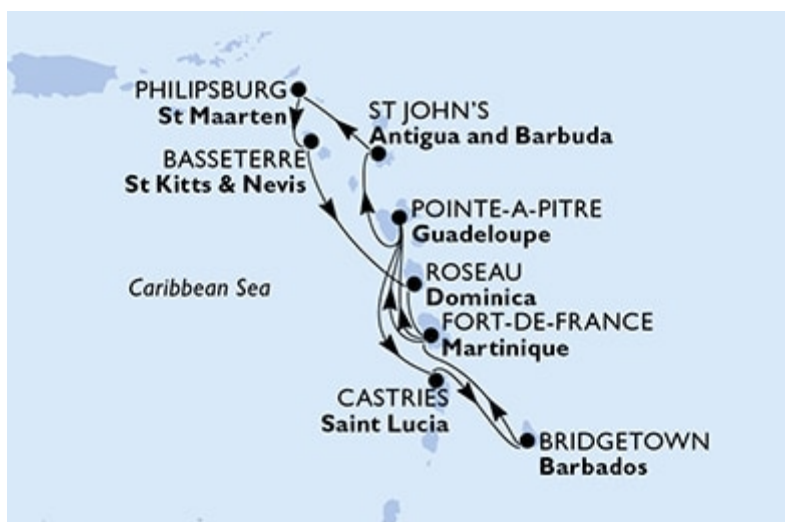 PHILIPSBURG
St Maarten
ST JOHN'S
Antigua and Barbuda
BASSETERRE
St Kitts & Nevis
POINTE-A-PITRE
Guadeloupe
ROSEAU
Dominica
Caribbean Sea
FORT-DE-FRANCE
Martinique
CASTRIES
Saint Lucia
BRIDGETOWN
Barbados